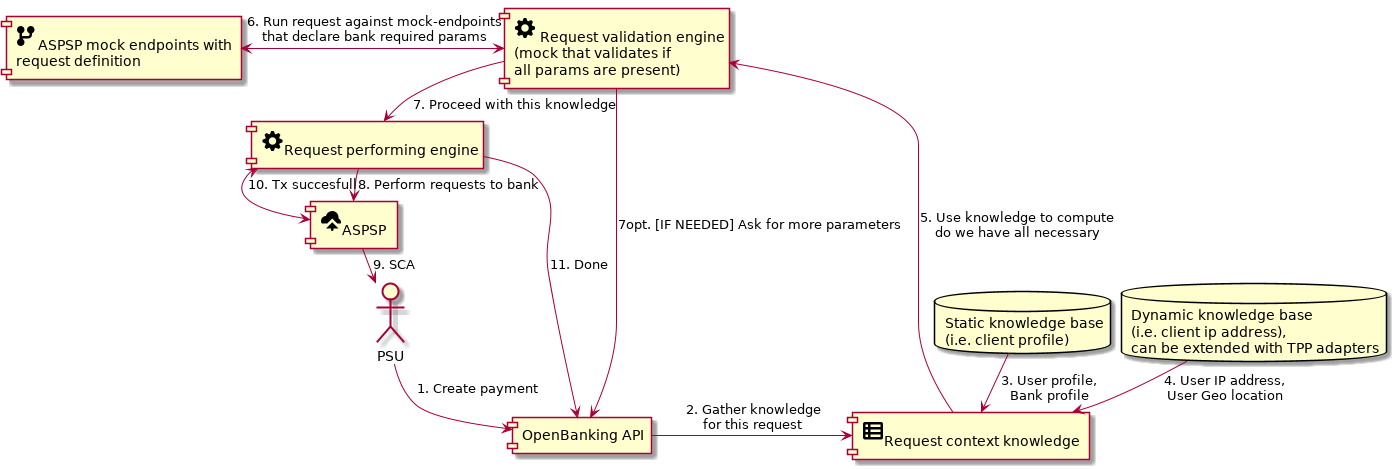 6. Run request against mock-endpoints
that declare bank required params
ASPSP mock endpoints with
request definition
Request validation engine
(mock that validates if
all params are present)
7. Proceed with this knowledge
Request performing engine
10. Tx succesfull
8. Perform requests to bank
ASPSP
7opt. [IF NEEDED] Ask for more parameters
5. Use knowledge to compute
do we have all necessary
9. SCA
11. Done
PSU
Static knowledge base
(i.e. client profile)
Dynamic knowledge base
(i.e. client ip address),
can be extended with TPP adapters
1. Create payment
3. User profile,
Bank profile
4. User IP address,
User Geo location
OpenBanking API
2. Gather knowledge
for this request
Request context knowledge